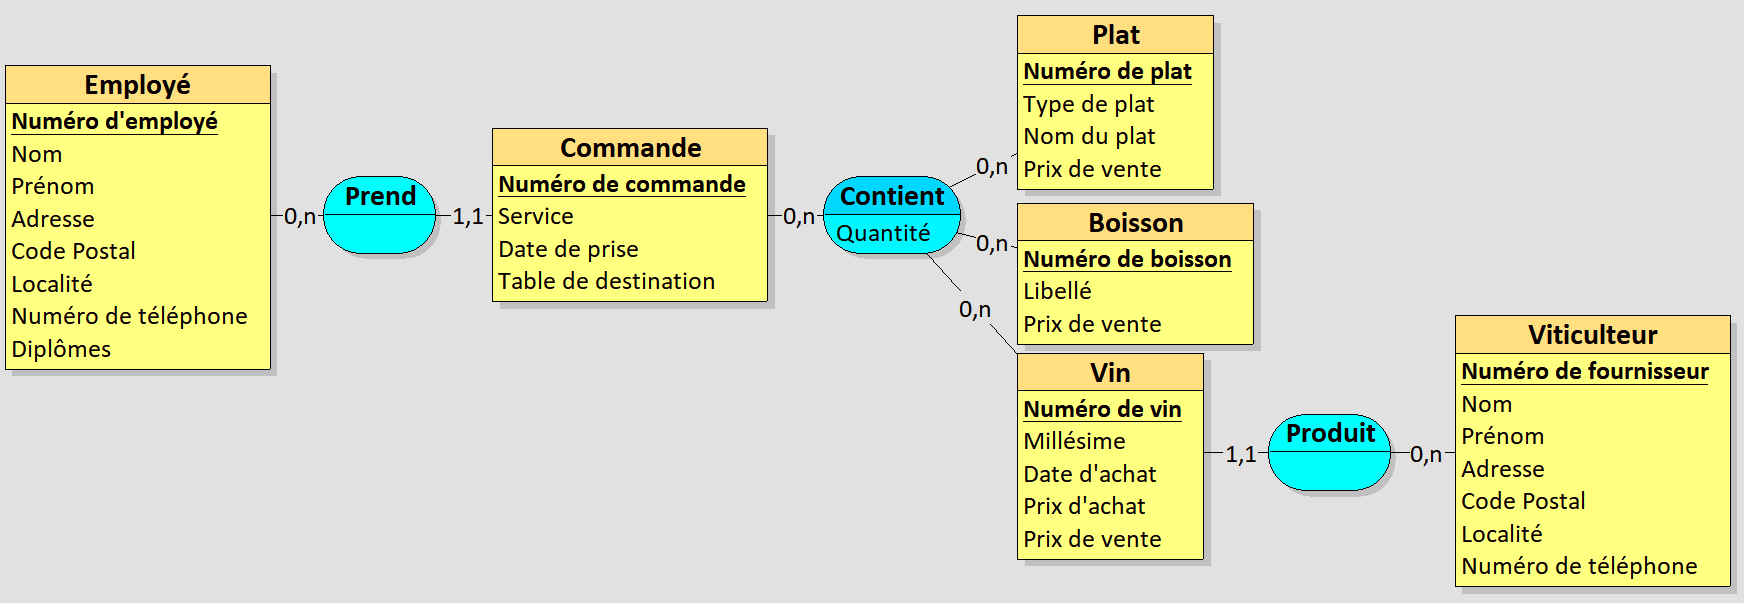 Employé
Numéro d'employé
Nom
Prénom
Adresse
Code Postal
Localité
Numéro de téléphone
Diplômes
0,n
Prend
1,1
Commande
Numéro de commande
Service
Date de prise
Table de destination
0,n
Contient
Quantité
0,n
0,n
0,n
Plat
Numéro de plat
Type de plat
Nom du plat
Prix de vente
Boisson
Numéro de boisson
Libellé
Prix de vente
Vin
Numéro de vin
Millésime
Date d'achat
Prix d'achat
Prix de vente
1,1
Produit
0,n
Viticulteur
Numéro de fournisseur
Nom
Prénom
Adresse
Code Postal
Localité
Numéro de téléphone